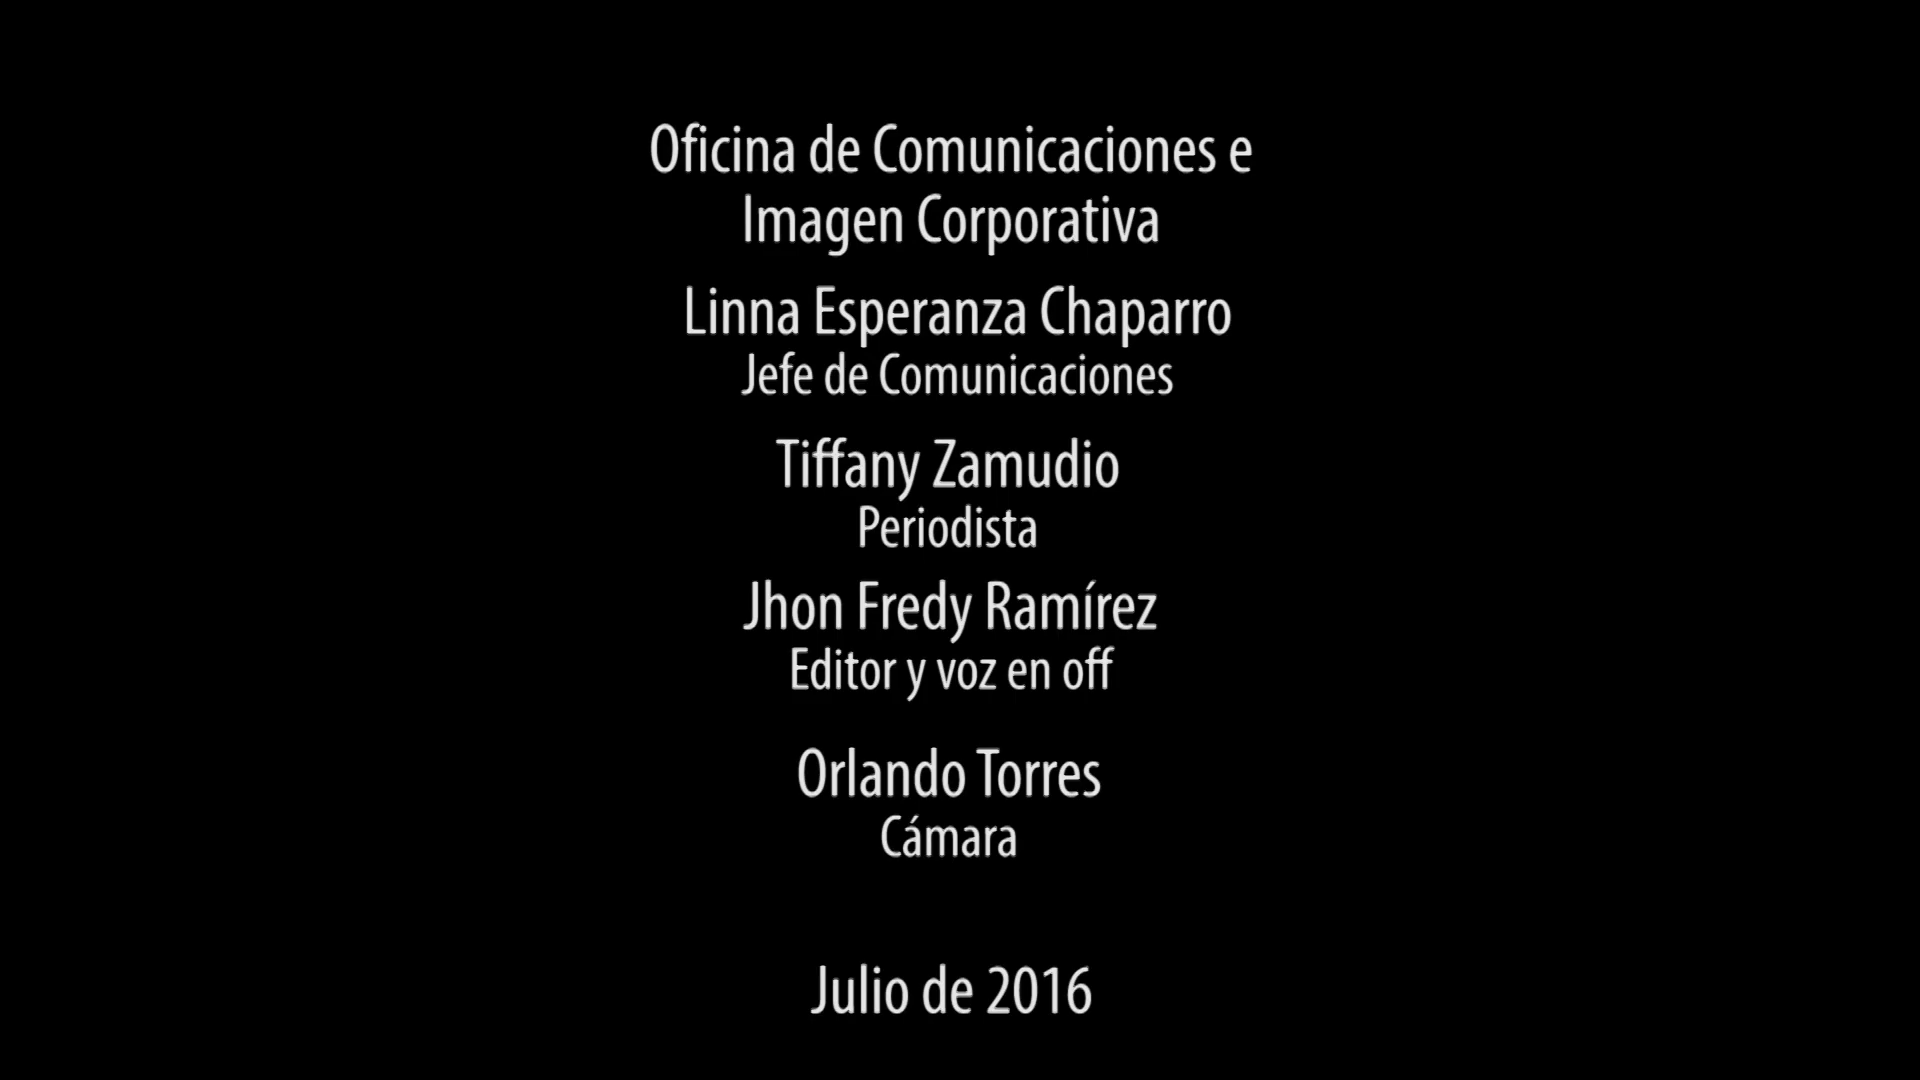 Oficina de Comunicaciones e
Imagen Corporativa
Linna Esperanza Chaparro
Jefe de Comunicaciones
Tiffany Zamudio
Periodista
Jhon Fredy Ramírez
Editor y voz en off
Orlando Torres
Cámara
Julio de 2016